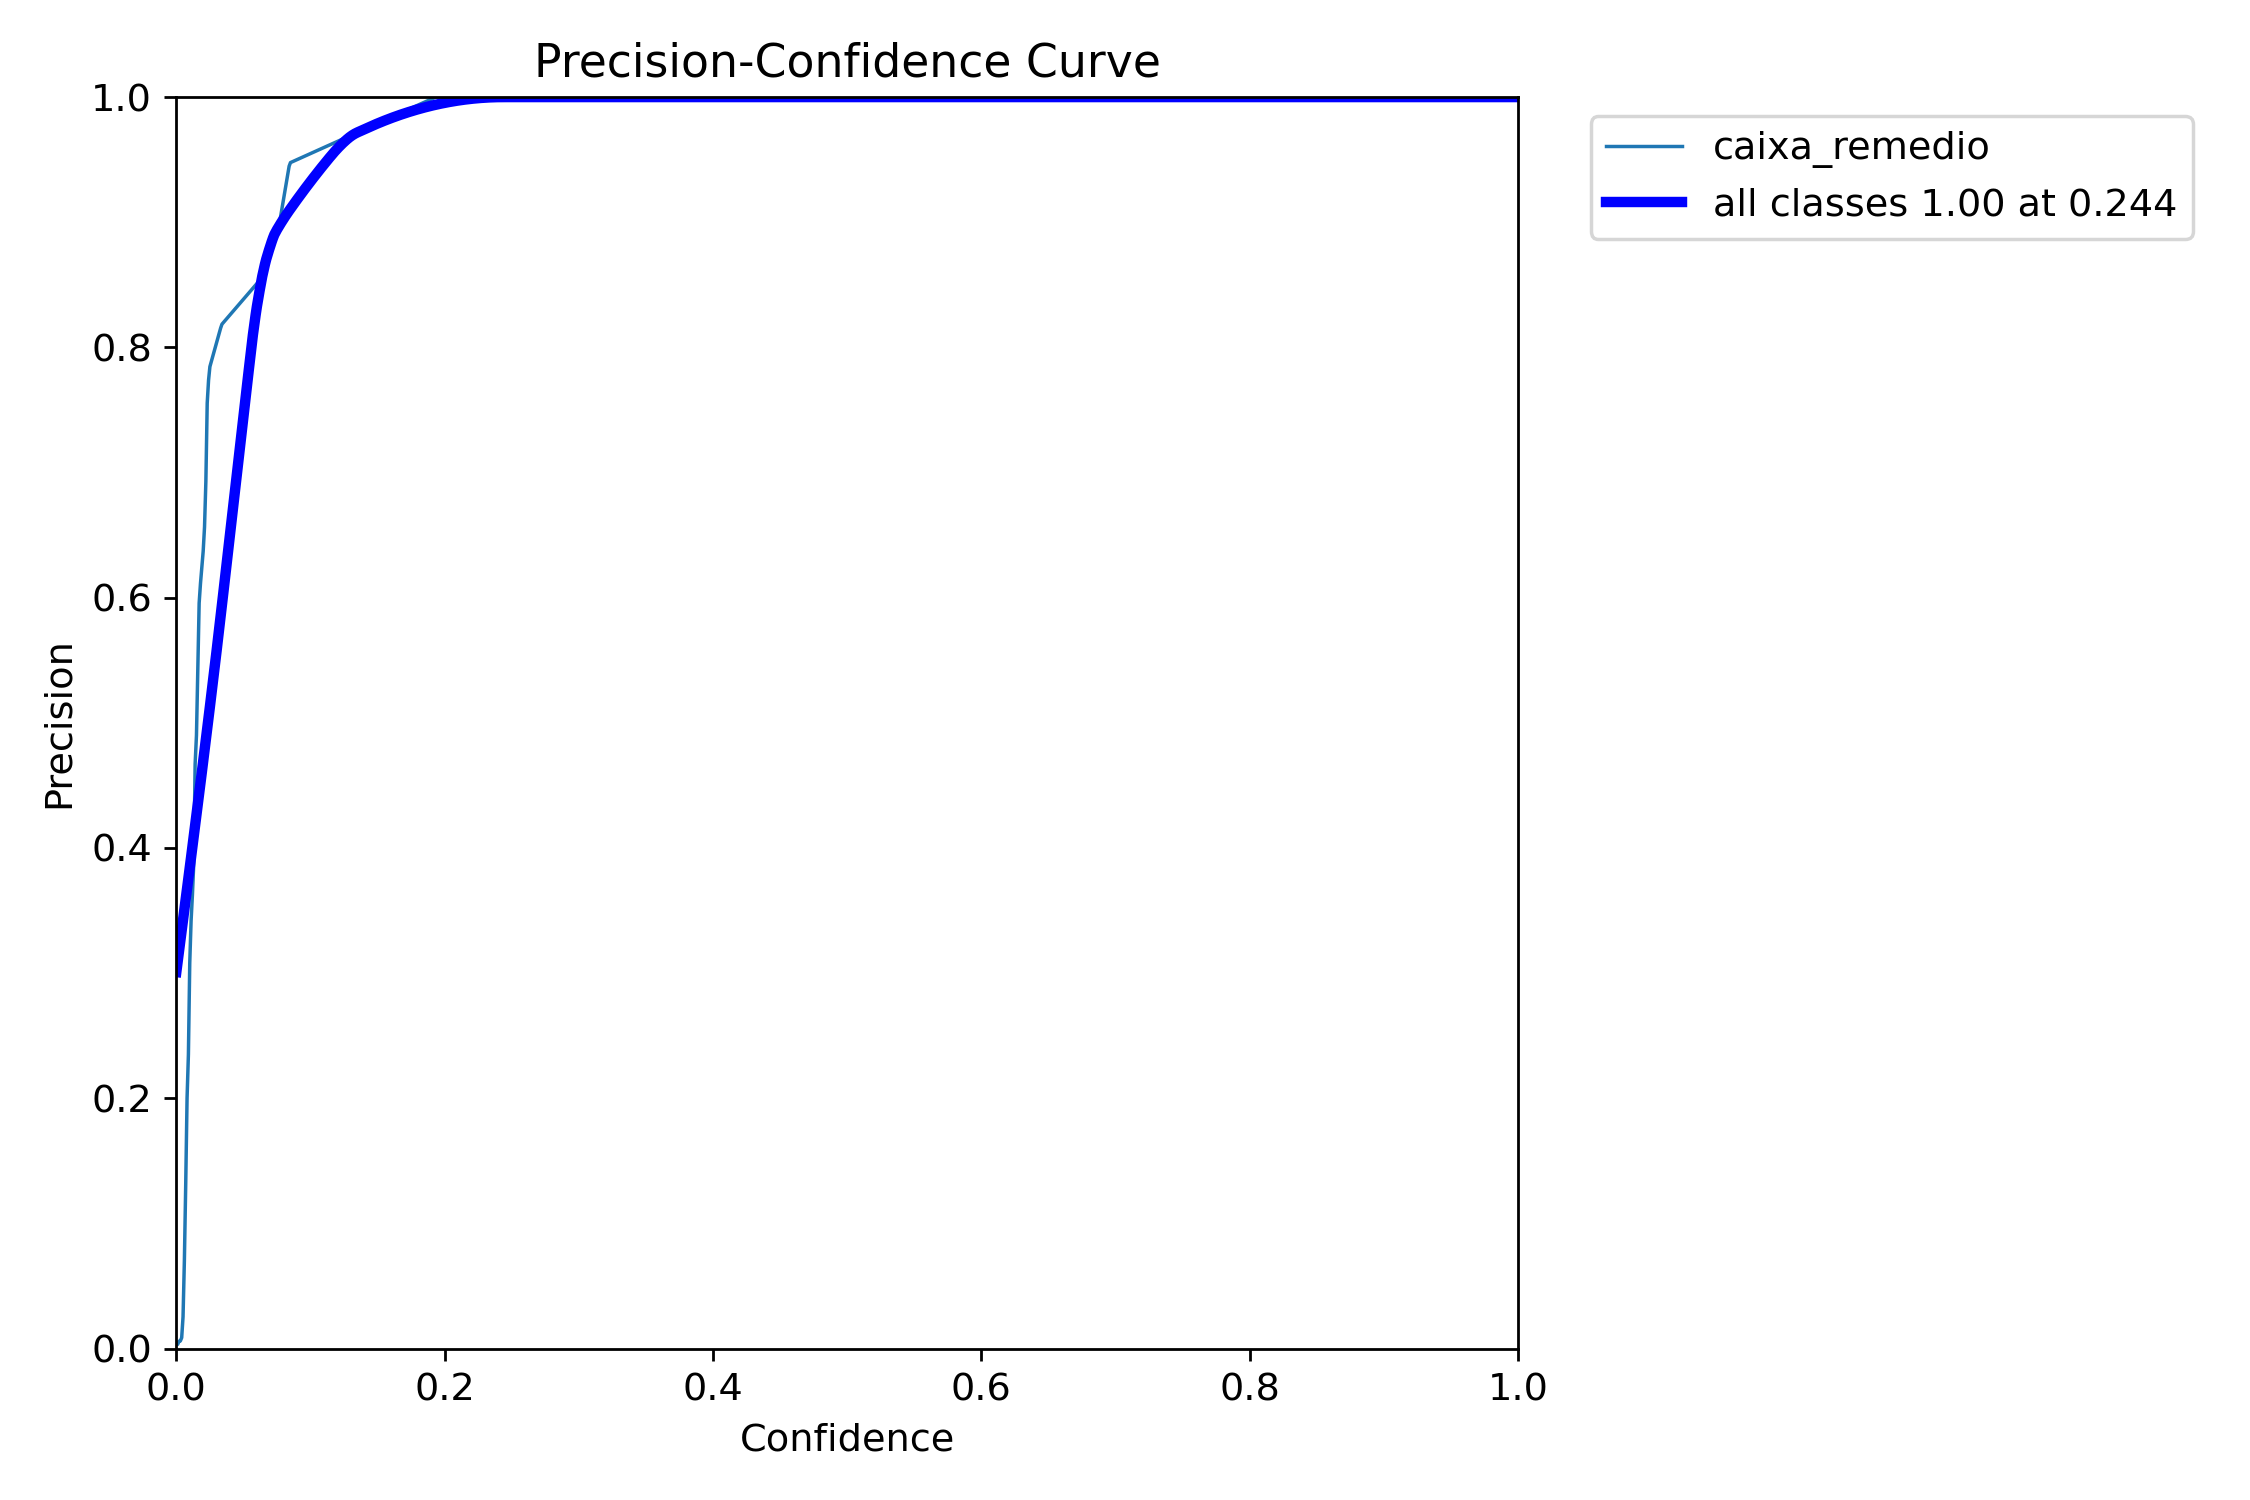 Precision-Confidence Curve
1.0
0.8
0.6
0.4
0.2
0.0
Precision
0.0 0.2 0.4 0.6 0.8 1.0
Confidence
caixa_remedio
all classes 1.00 at 0.244